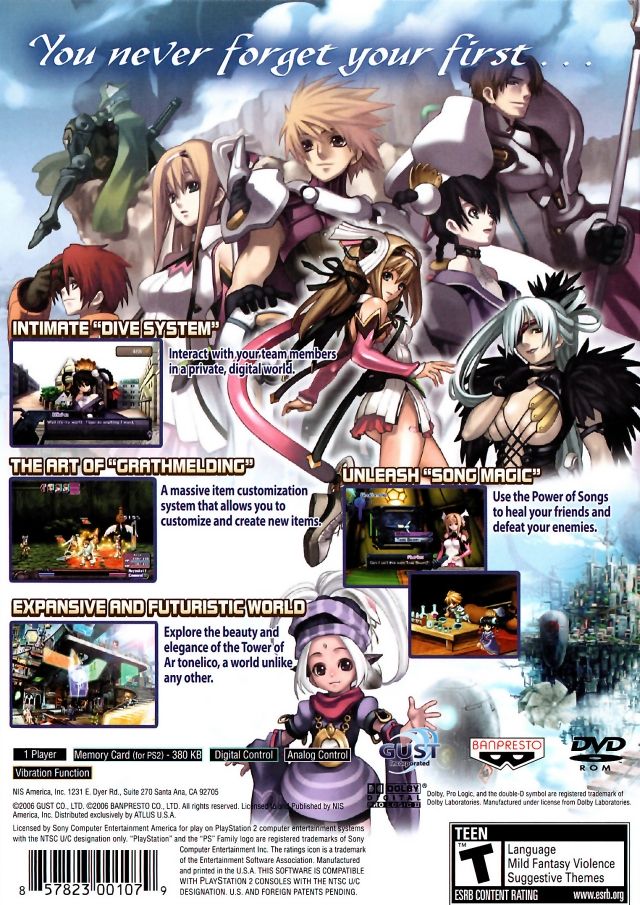 You never forget your first . . .
INTIMATE "DIVE SYSTEM"
Interact with your team members
in a private, digital world.
THE ART OF "GRATHMELDING"
A massive item customization
system that allows you to
customize and create new items.
UNLEASH "SONG MAGIC"
Use the Power of Songs
to heal your friends and
defeat your enemies.
EXPANSIVE AND FUTURISTIC WORLD
Explore the beauty and
elegance of the Tower of
Ar tonelico, a world unlike
any other.
1 Player
Memory Card (for PS2) - 380 KB
Digital Control
Analog Control
Vibration Function
GUST
Incorporated
BANPRESTO
DVD
ROM
NIS America, Inc. 1231 E. Dyer Rd., Suite 270 Santa Ana, CA 92705
©2006 GUST CO., LTD. ©2006 BANPRESTO CO., LTD. All rights reserved. Licensed to and Published by NIS
America, Inc. Distributed exclusively by ATLUS U.S.A.
DOLBY
DIGITAL
PRO LOGIC II
Dolby, Pro Logic, and the double-D symbol are registered trademark of
Dolby Laboratories. Manufactured under license from Dolby Laboratories.
Licensed by Sony Computer Entertainment America for play on PlayStation 2 computer entertainment systems
with the NTSC U/C designation only. "PlayStation" and the "PS" Family logo are registered trademarks of Sony
Computer Entertainment Inc. The ratings icon is a trademark
of the Entertainment Software Association. Manufactured
and printed in the U.S.A. THIS SOFTWARE IS COMPATIBLE
WITH PLAYSTATION 2 CONSOLES WITH THE NTSC U/C
DESIGNATION. U.S. AND FOREIGN PATENTS PENDING.
8 57823 00107 9
TEEN
T
TM
Language
Mild Fantasy Violence
Suggestive Themes
ESRB CONTENT RATING www.esrb.org